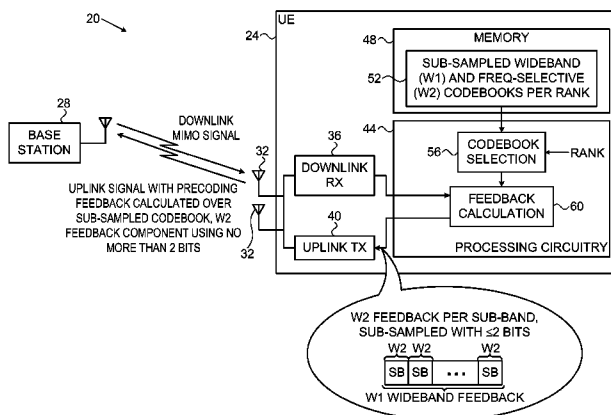 20
UE
24
48
MEMORY
52
SUB-SAMPLED WIDEBAND
(W1) AND FREQ-SELECTIVE
(W2) CODEBOOKS PER RANK
28
BASE
STATION
DOWNLINK
MIMO SIGNAL
UPLINK SIGNAL WITH PRECODING
FEEDBACK CALCULATED OVER
SUB-SAMPLED CODEBOOK, W2
FEEDBACK COMPONENT USING NO
MORE THAN 2 BITS
32
32
36
DOWNLINK
RX
40
UPLINK TX
44
56
CODEBOOK
SELECTION
RANK
FEEDBACK
CALCULATION
60
PROCESSING CIRCUITRY
W2 FEEDBACK PER SUB-BAND,
SUB-SAMPLED WITH ≤2 BITS
W2 W2 W2
SB SB ... SB
W1 WIDEBAND FEEDBACK